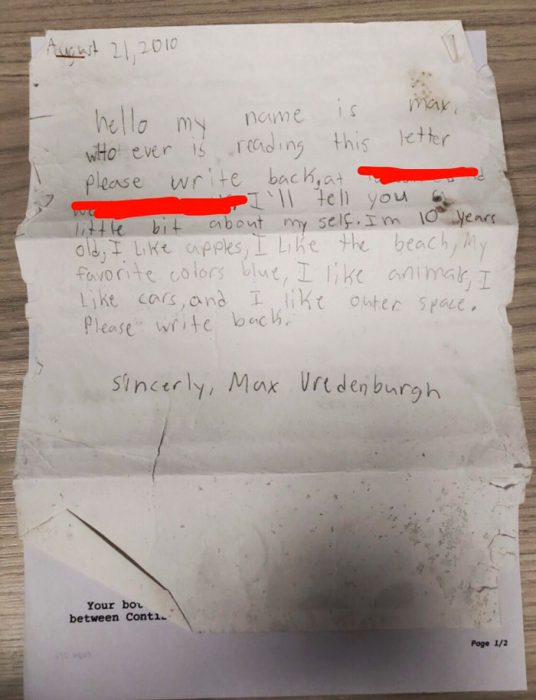 August 21, 2010
hello my name is max.
who ever is reading this letter
please write back, at
I'll tell you a
little bit about my self. Im 10 years
old, I Like apples, I Like the beach, My
favorite colors blue, I like animals, I
Like cars, and I like outer space.
Please write back.
sincerly, Max Vredenburgh
Your
between
Page 1/2